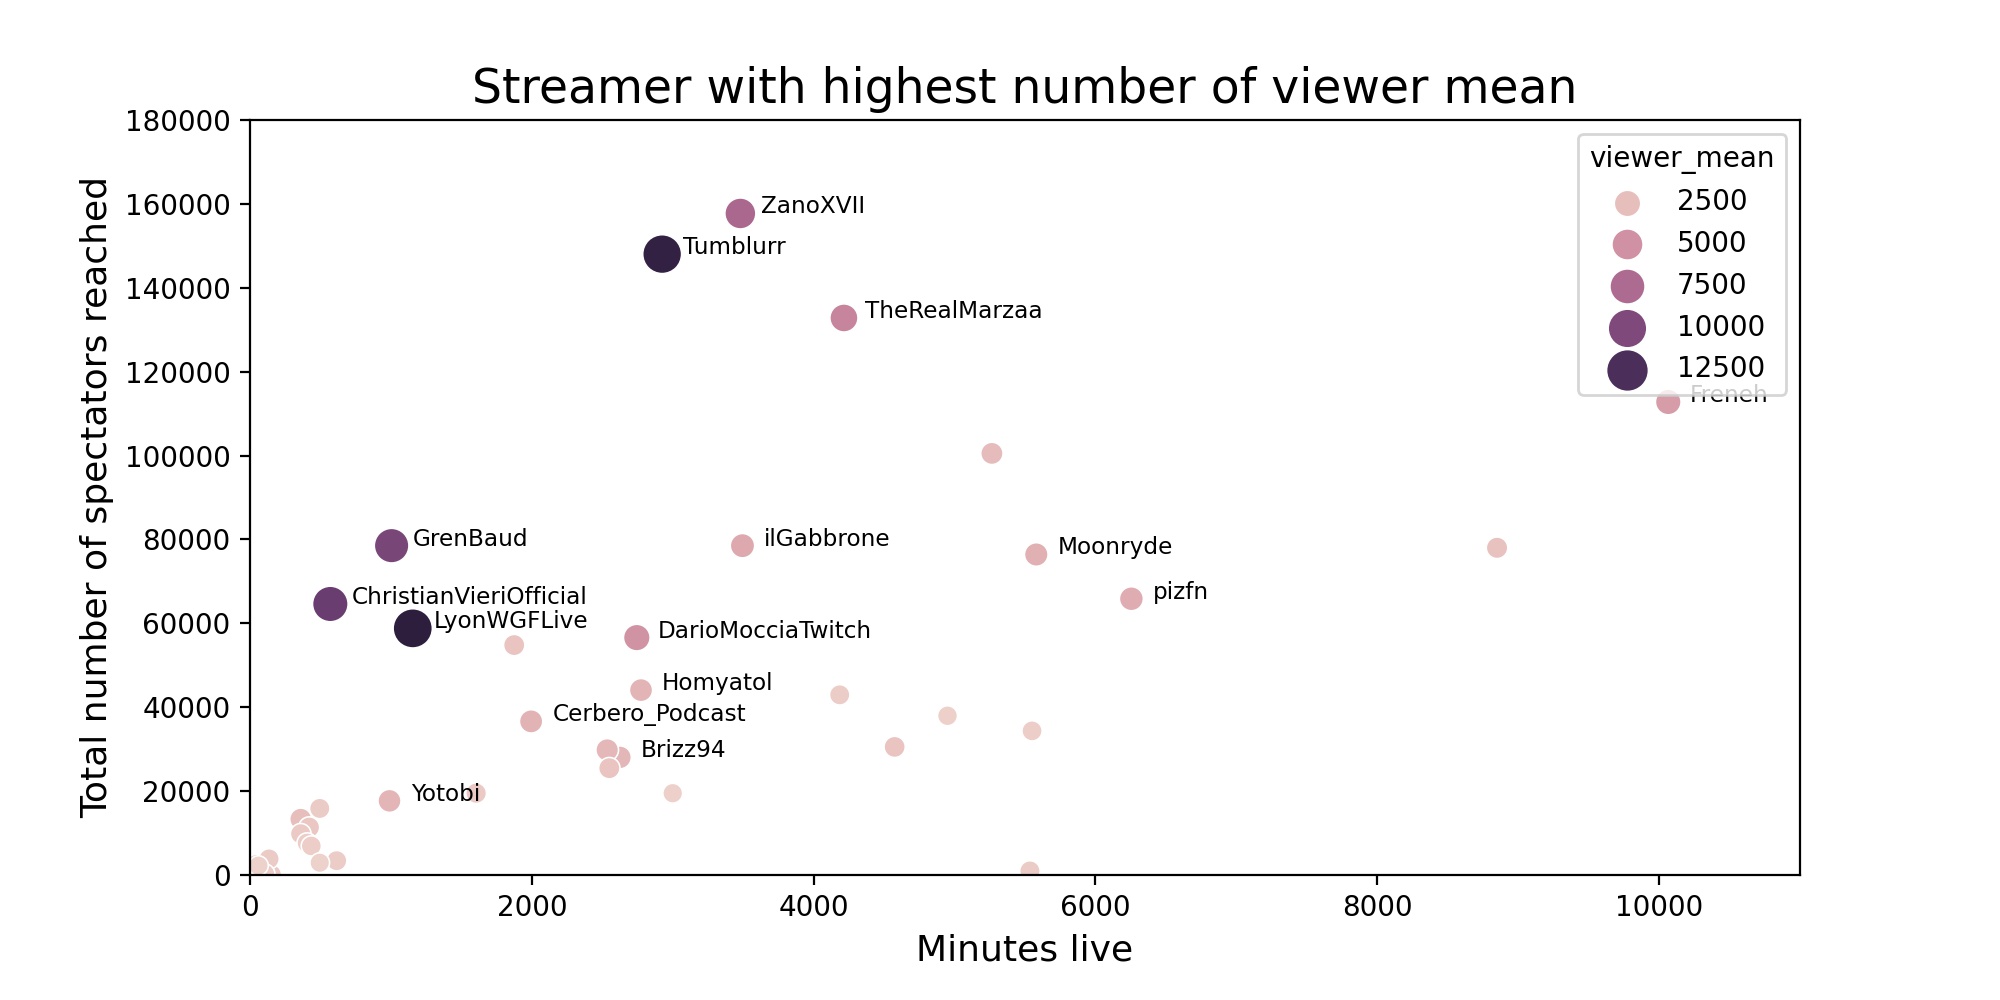 Streamer with highest number of viewer mean
180000
160000
140000
120000
100000
80000
60000
40000
20000
0
Total number of spectators reached
viewer_mean
2500
5000
7500
10000
12500
ZanoXVII
Tumblurr
TheRealMarzaa
Freneh
GrenBaud
ilGabbrone
Moonryde
pizfn
ChristianVieriOfficial
LyonWGFLive
DarioMocciaTwitch
Homyatol
Cerbero_Podcast
Brizz94
Yotobi
0 2000 4000 6000 8000 10000
Minutes live